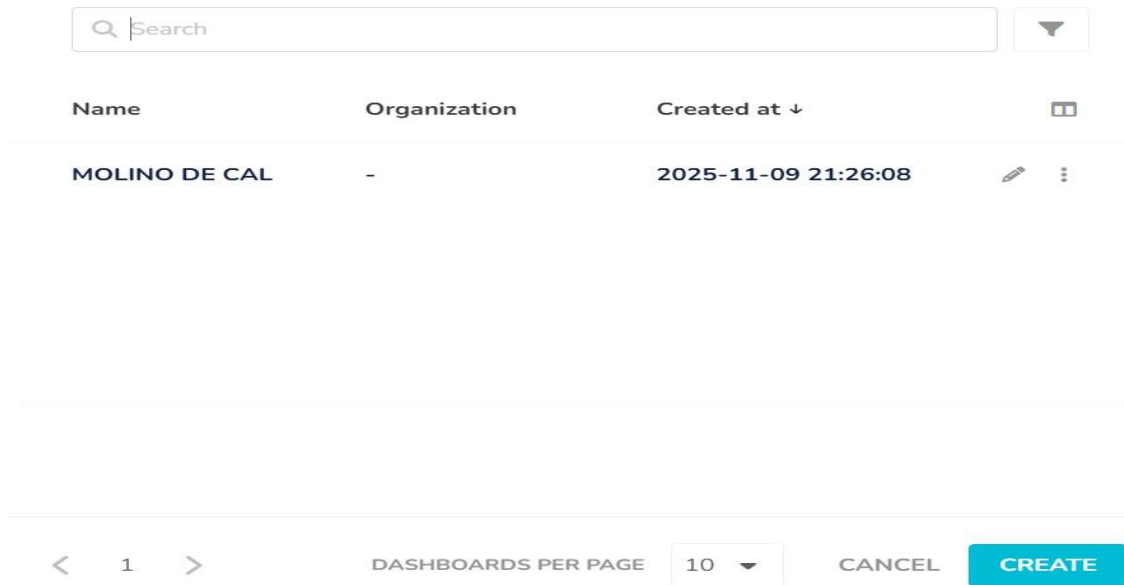 Search
Name Organization Created at ↓
MOLINO DE CAL - 2025-11-09 21:26:08
< 1 > DASHBOARDS PER PAGE 10 CANCEL CREATE